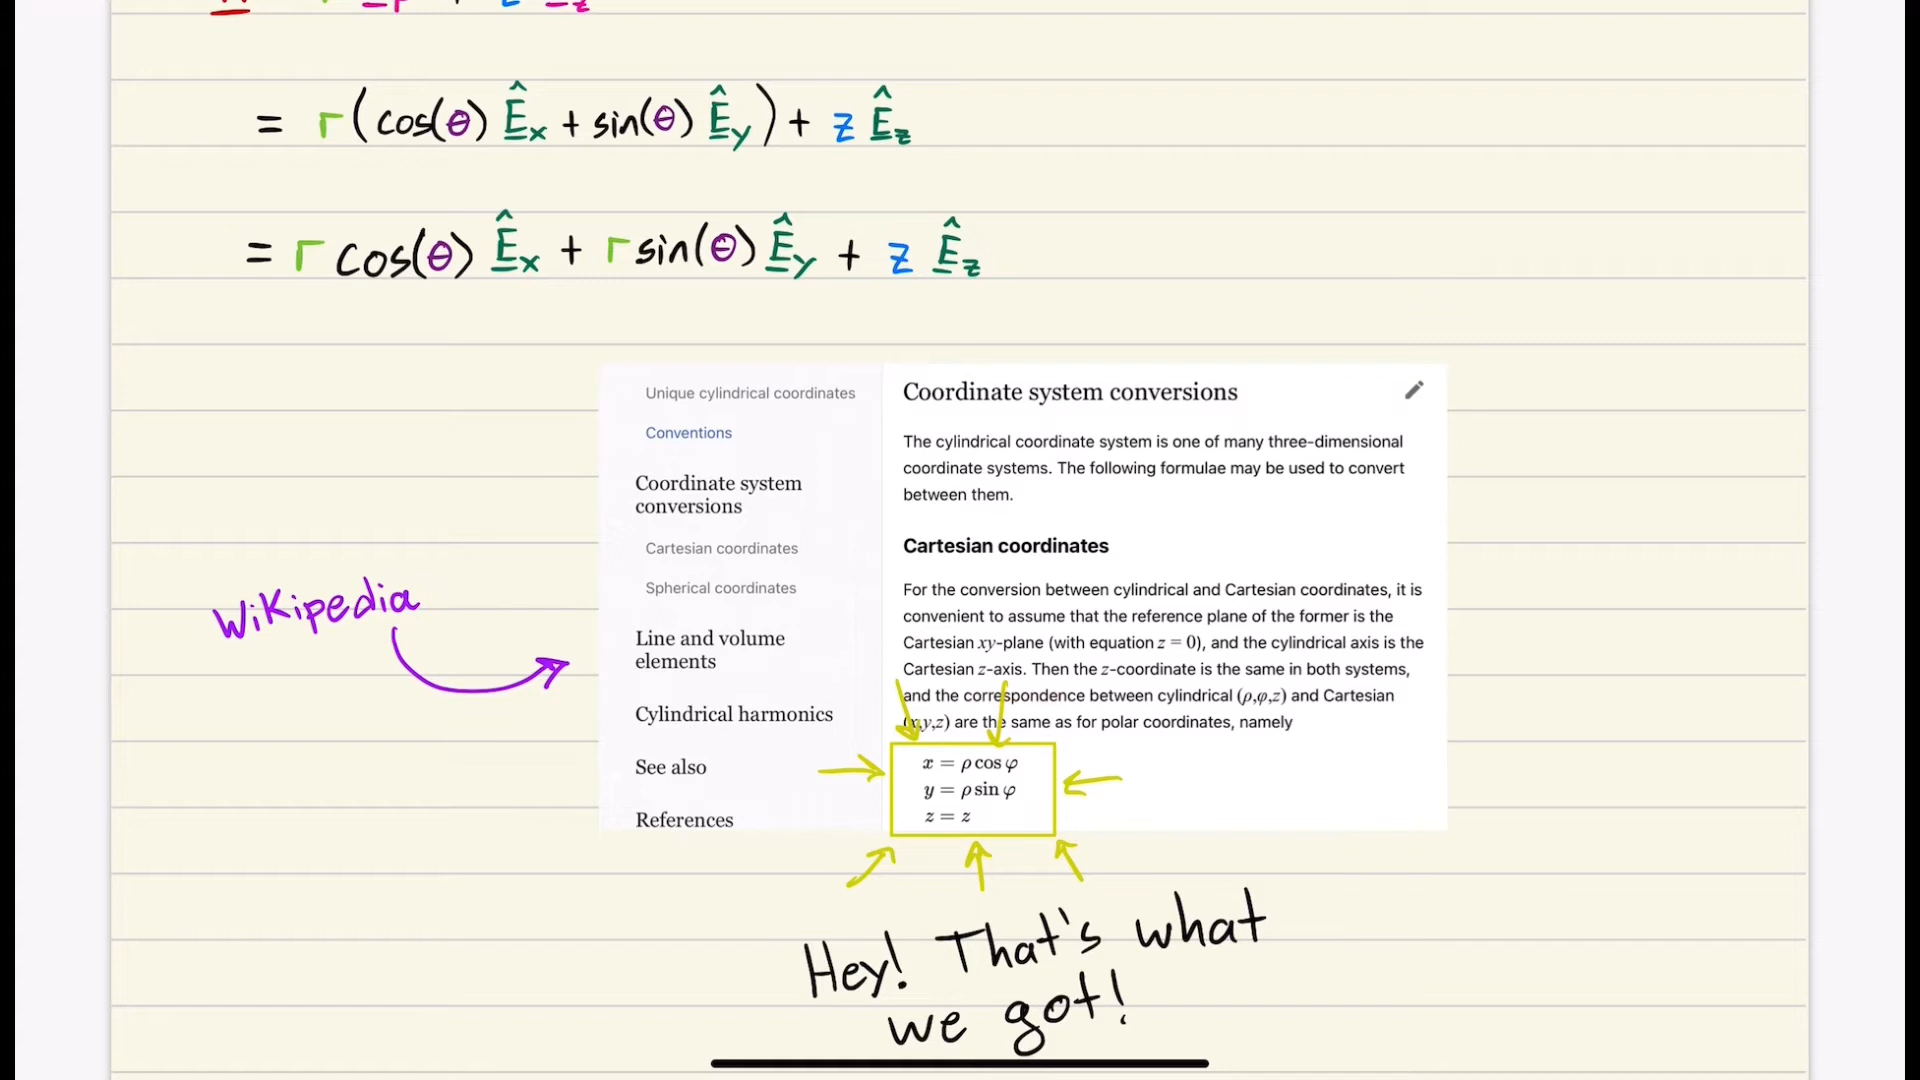 = r(cos(θ) Ê_x + sin(θ) Ê_y) + z Ê_z
= r cos(θ) Ê_x + r sin(θ) Ê_y + z Ê_z
Unique cylindrical coordinates
Conventions
Coordinate system
conversions
Cartesian coordinates
Spherical coordinates
Line and volume
elements
Cylindrical harmonics
See also
References
Coordinate system conversions
The cylindrical coordinate system is one of many three-dimensional
coordinate systems. The following formulae may be used to convert
between them.
Cartesian coordinates
For the conversion between cylindrical and Cartesian coordinates, it is
convenient to assume that the reference plane of the former is the
Cartesian xy-plane (with equation z = 0), and the cylindrical axis is the
Cartesian z-axis. Then the z-coordinate is the same in both systems,
and the correspondence between cylindrical (ρ,φ,z) and Cartesian
(x,y,z) are the same as for polar coordinates, namely
x = ρ cos φ
y = ρ sin φ
z = z
Wikipedia
Hey! That's what
we got!